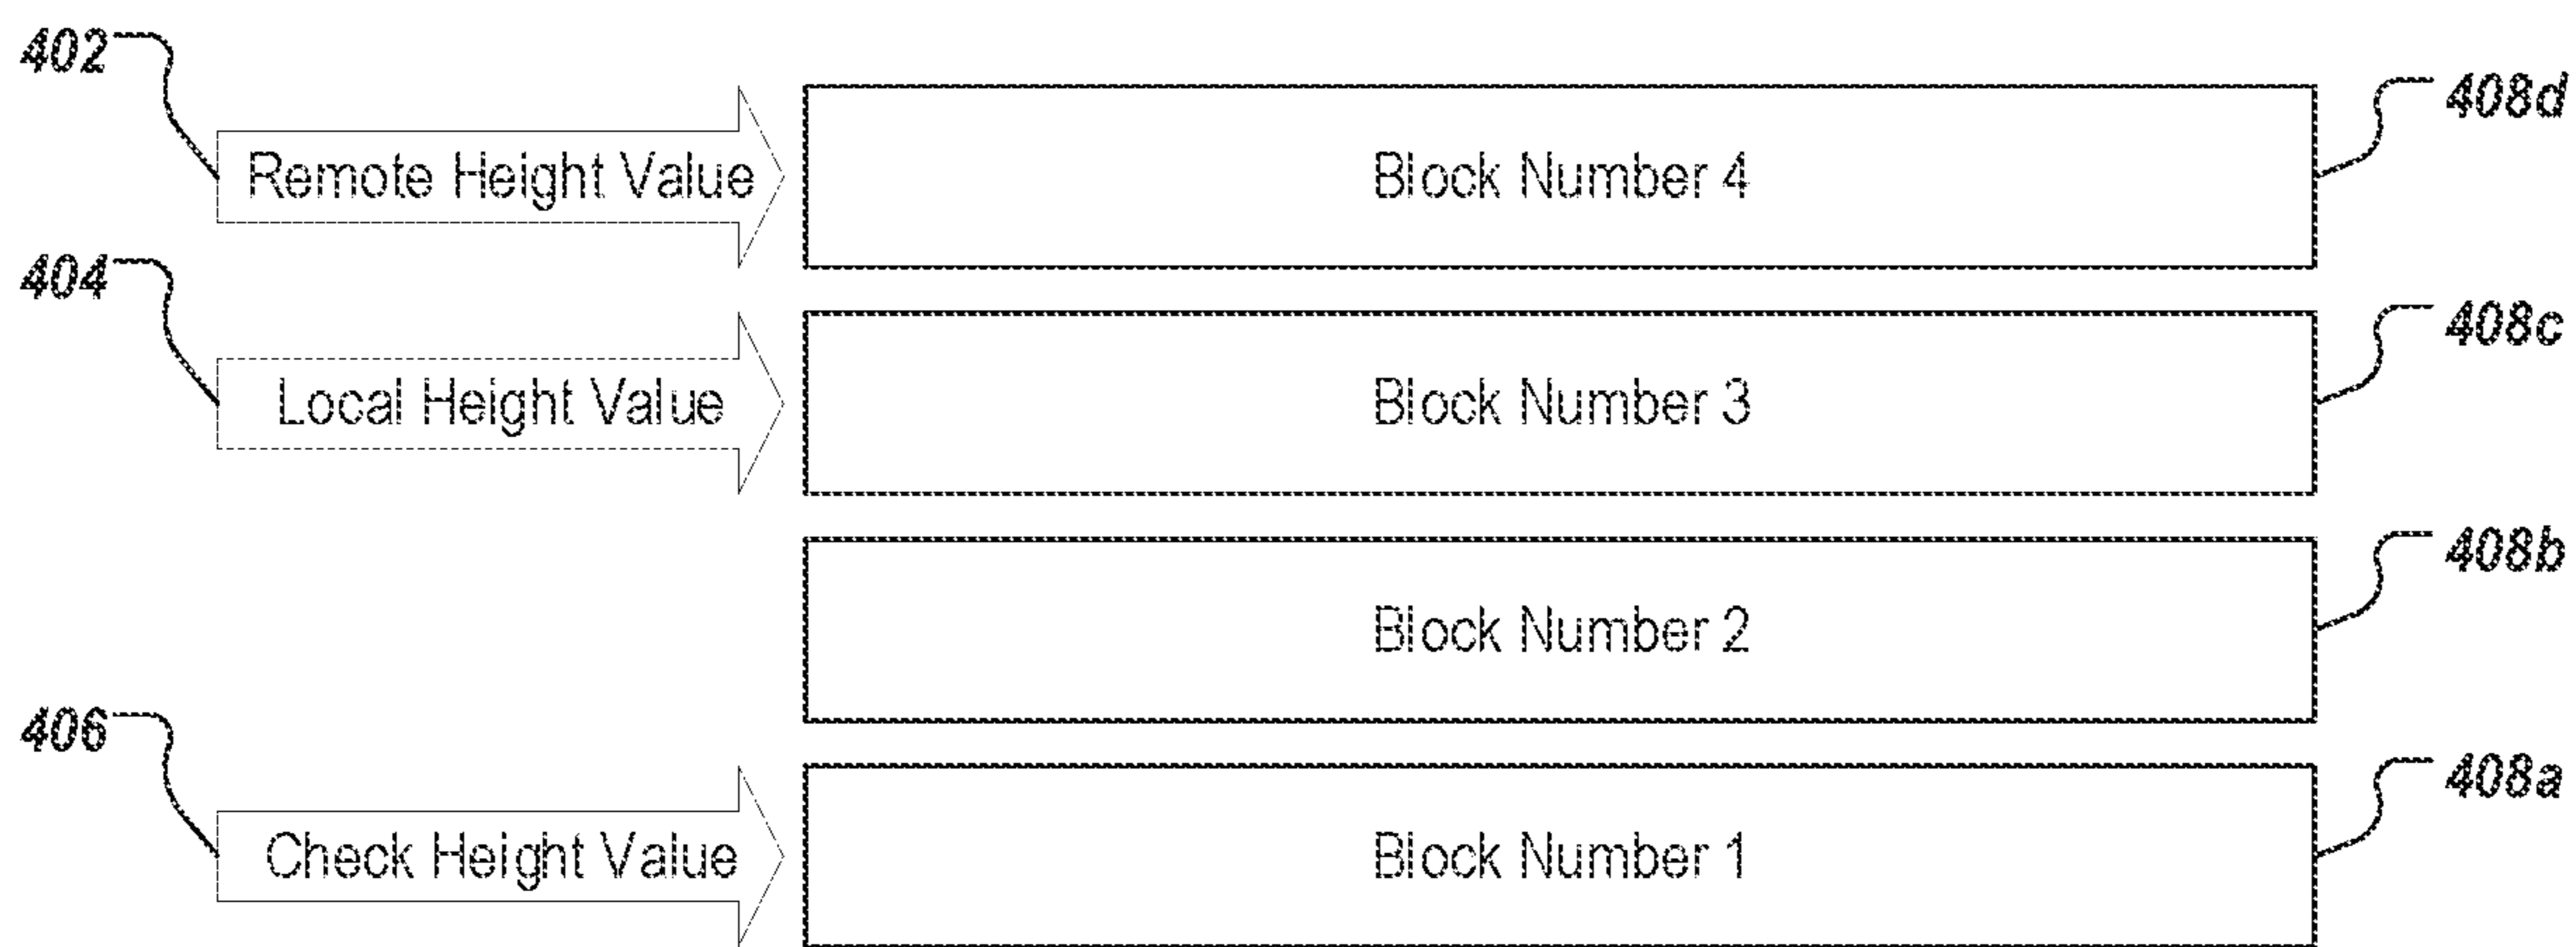 402
Remote Height Value
Block Number 4
408d
404
Local Height Value
Block Number 3
408c
Block Number 2
408b
406
Check Height Value
Block Number 1
408a